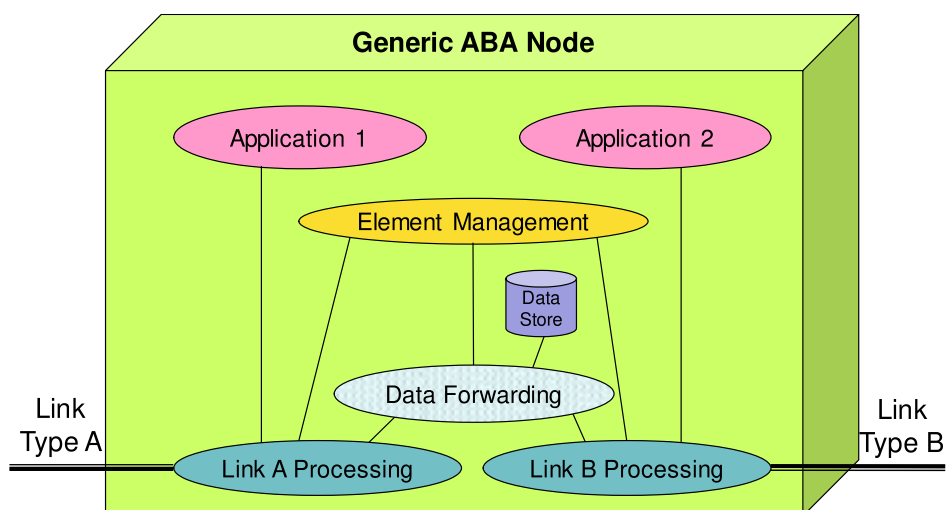 Generic ABA Node
Application 1
Application 2
Element Management
Data
Store
Data Forwarding
Link
Type A
Link
Type B
Link A Processing
Link B Processing